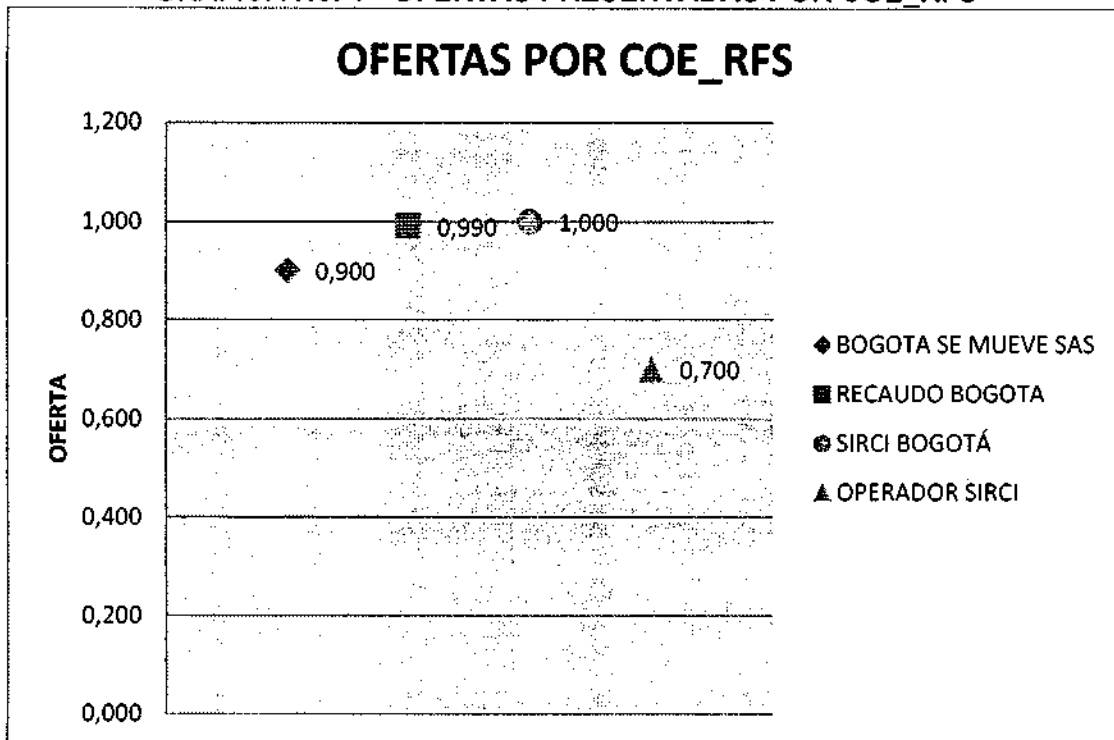 OFERTAS POR COE_RFS
1,200
1,000
0,800
0,600
0,400
0,200
0,000
OFERTA
0,900
0,990
1,000
0,700
BOGOTA SE MUEVE SAS
RECAUDO BOGOTA
SIRCI BOGOTÁ
OPERADOR SIRCI